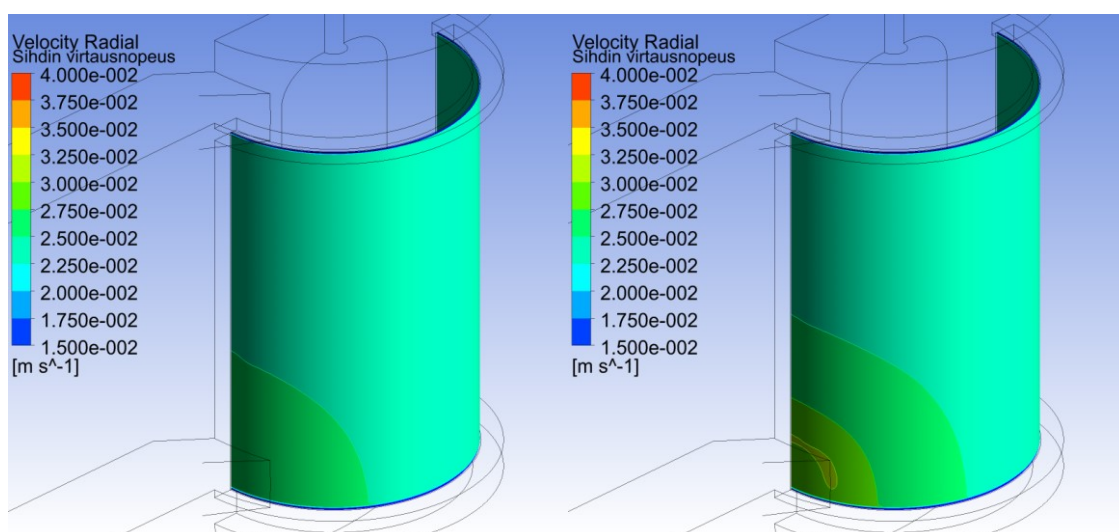 Velocity Radial
Sihdin virtausnopeus
4.000e-002
3.750e-002
3.500e-002
3.250e-002
3.000e-002
2.750e-002
2.500e-002
2.250e-002
2.000e-002
1.750e-002
1.500e-002
[m s^-1]
Velocity Radial
Sihdin virtausnopeus
4.000e-002
3.750e-002
3.500e-002
3.250e-002
3.000e-002
2.750e-002
2.500e-002
2.250e-002
2.000e-002
1.750e-002
1.500e-002
[m s^-1]